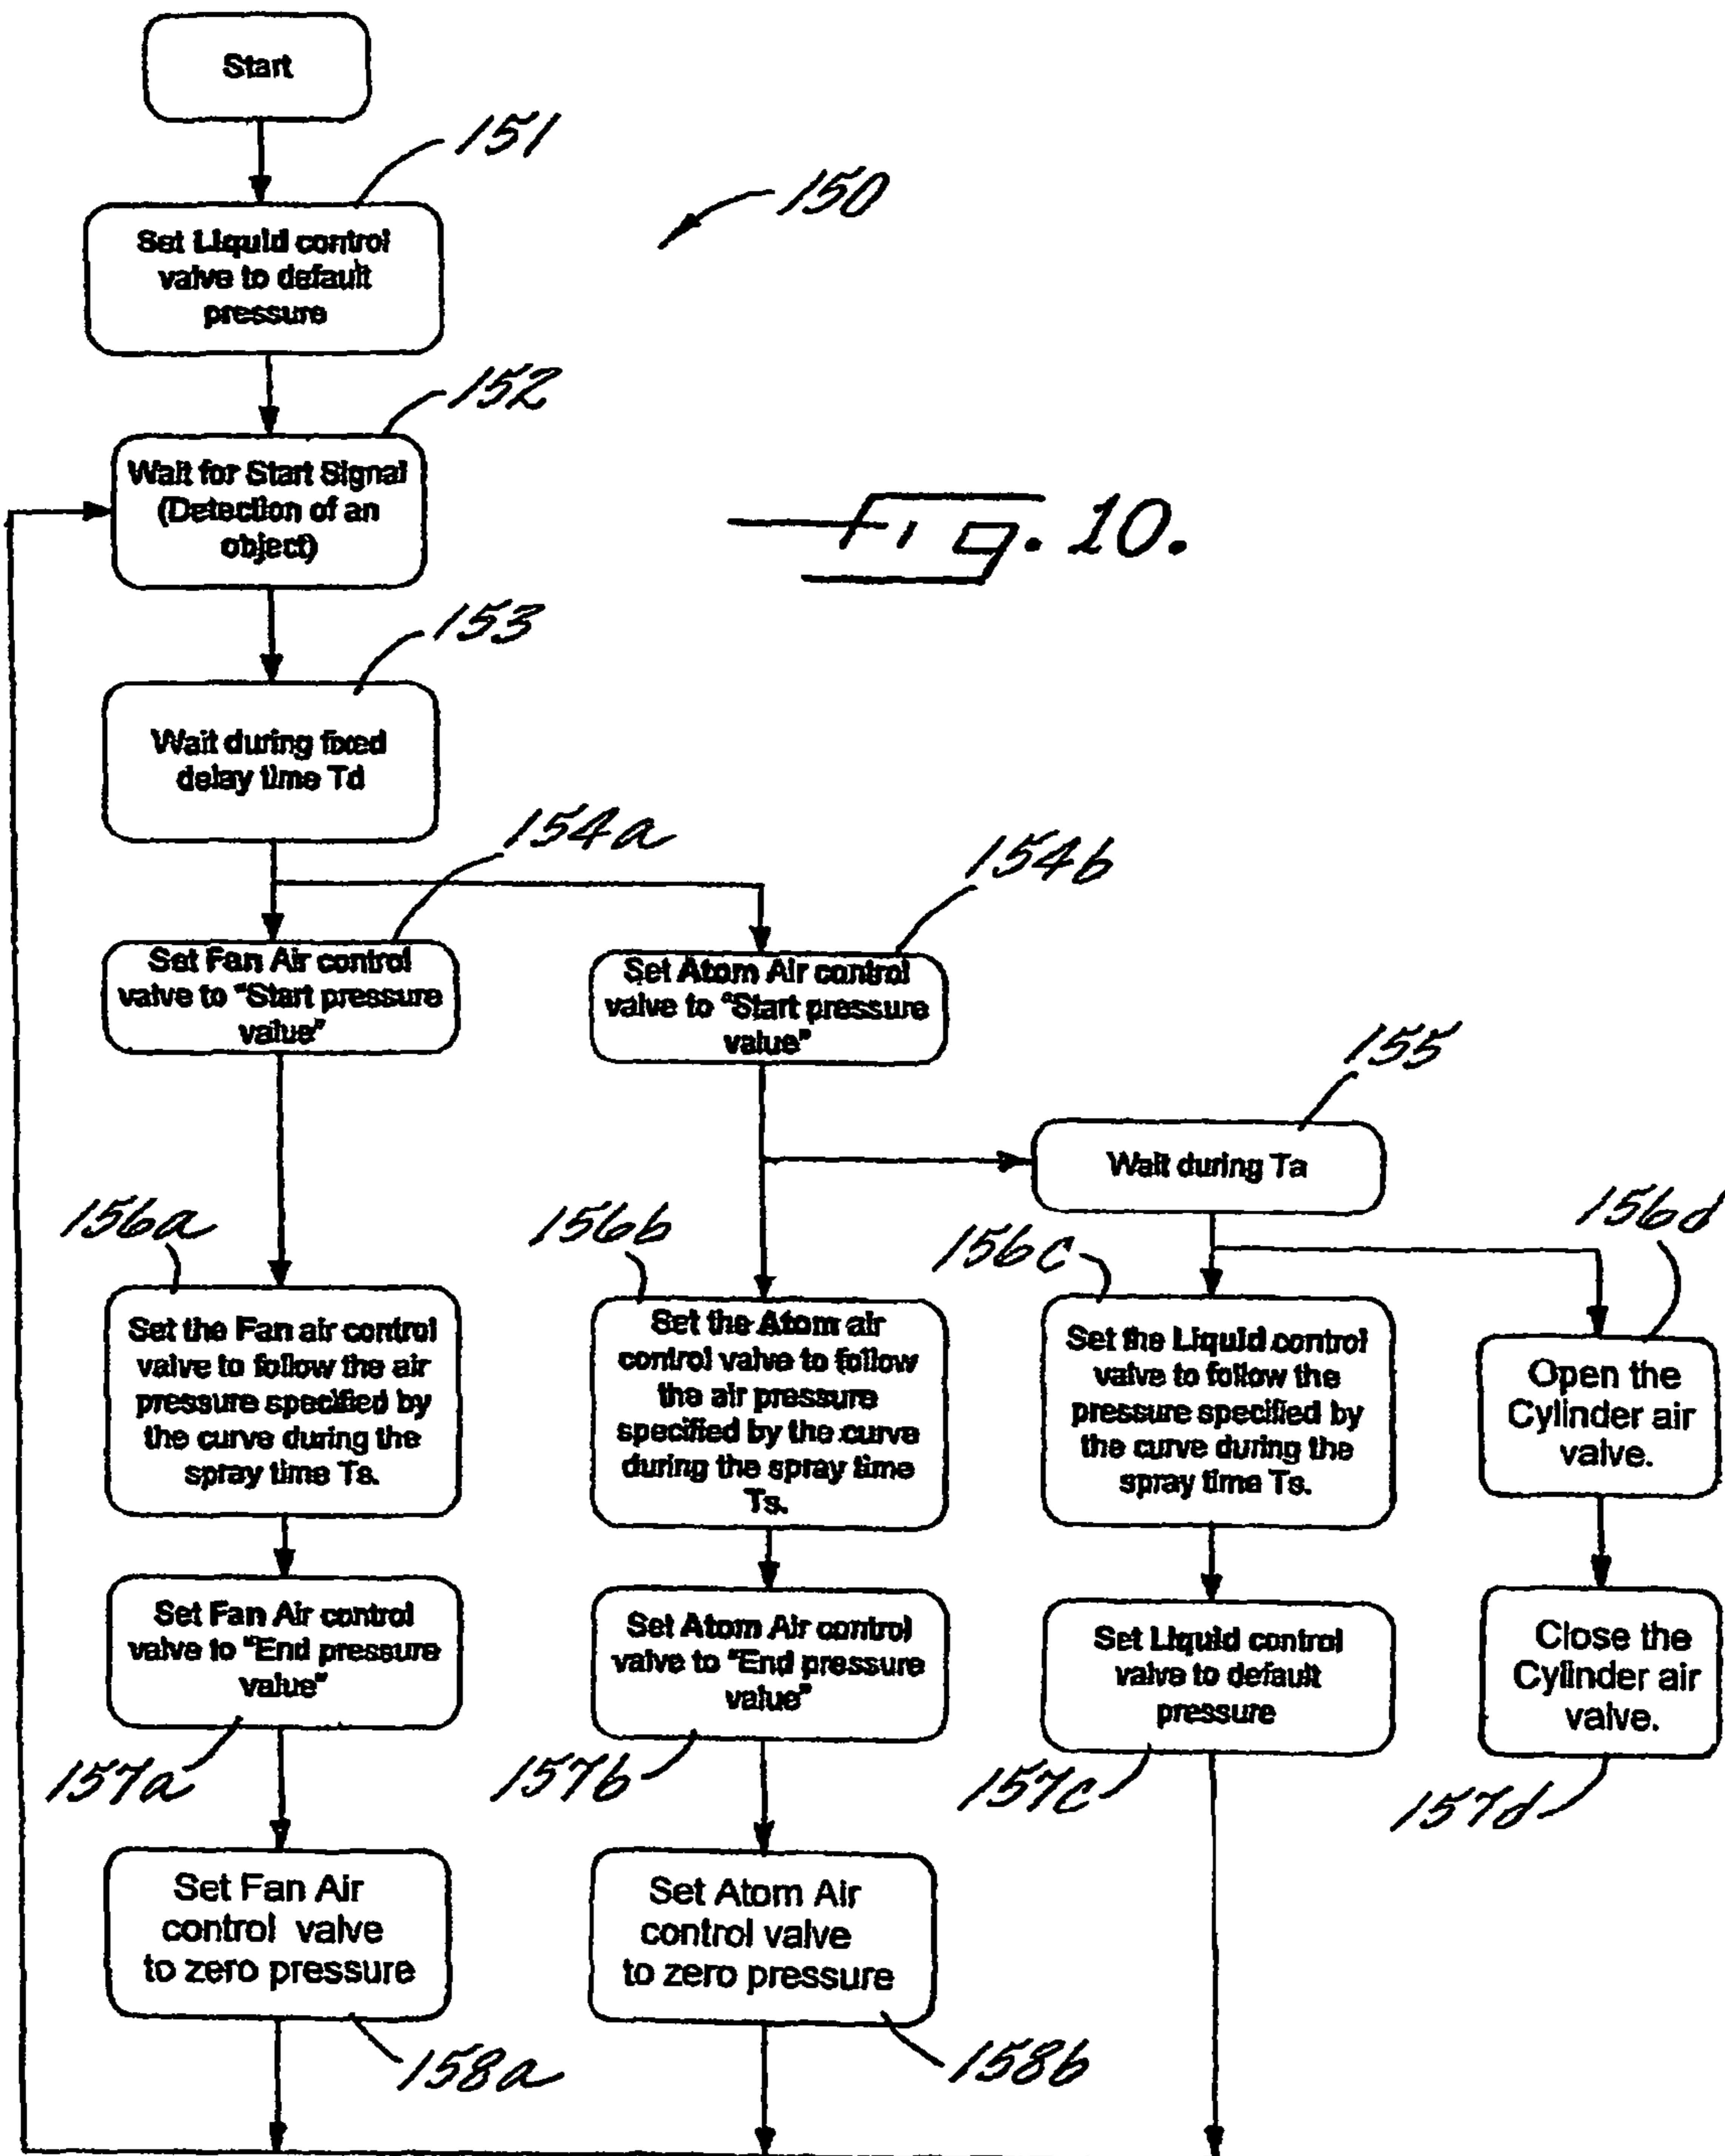 Start
151
150
Set Liquid control
valve to default
pressure
152
Wait for Start Signal
(Detection of an
object)
Fig. 10.
153
Wait during fixed
delay time Td
154a
154b
Set Fan Air control
valve to "Start pressure
value"
Set Atom Air control
valve to "Start pressure
value"
155
Wait during Ta
156a
156b
156c
156d
Set the Fan air control
valve to follow the air
pressure specified by
the curve during the
spray time Ts.
Set the Atom air
control valve to follow
the air pressure
specified by the curve
during the spray time
Ts.
Set the Liquid control
valve to follow the
pressure specified by
the curve during the
spray time Ts.
Open the
Cylinder air
valve.
Set Fan Air control
valve to "End pressure
value"
Set Atom Air control
valve to "End pressure
value"
Set Liquid control
valve to default
pressure
Close the
Cylinder air
valve.
157a
157b
157c
157d
Set Fan Air
control valve
to zero pressure
Set Atom Air
control valve
to zero pressure
158a
158b